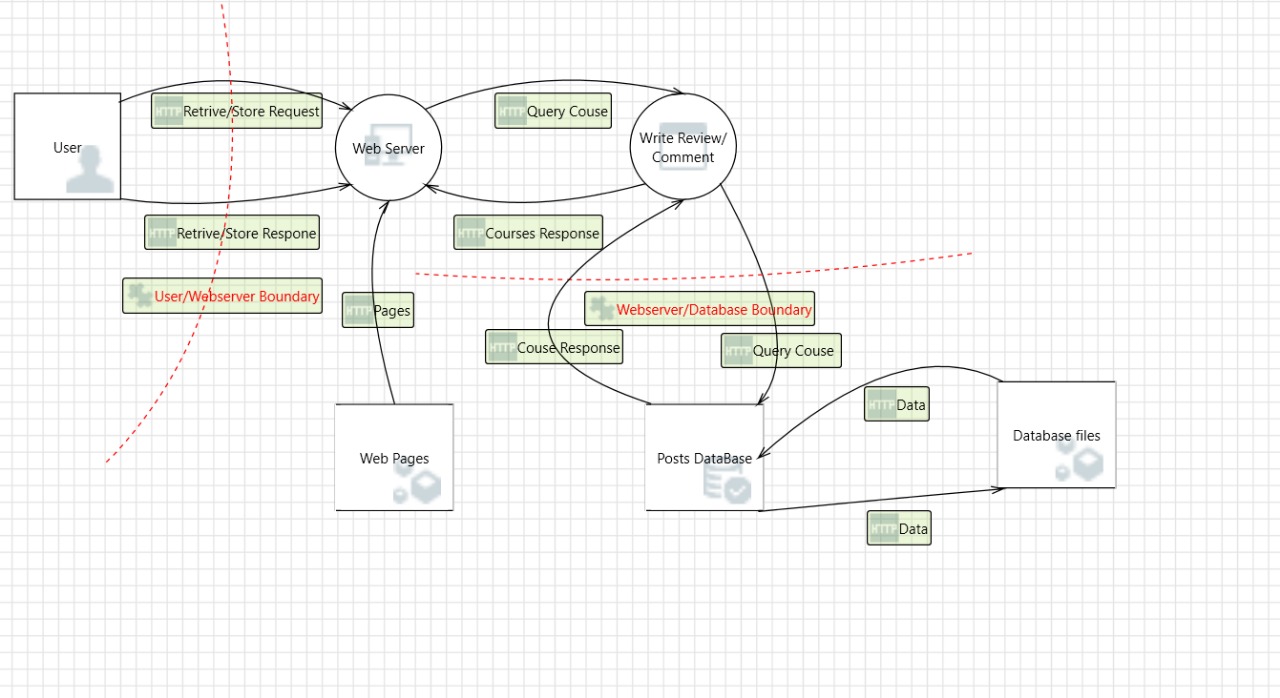 HTTP Retrive/Store Request
HTTP Query Couse
User
Web Server
Write Review/
Comment
HTTP Retrive/Store Respone
HTTP Courses Response
User/Webserver Boundary
HTTP Pages
Webserver/Database Boundary
HTTP Couse Response
HTTP Query Couse
HTTP Data
Database files
Web Pages
Posts DataBase
HTTP Data